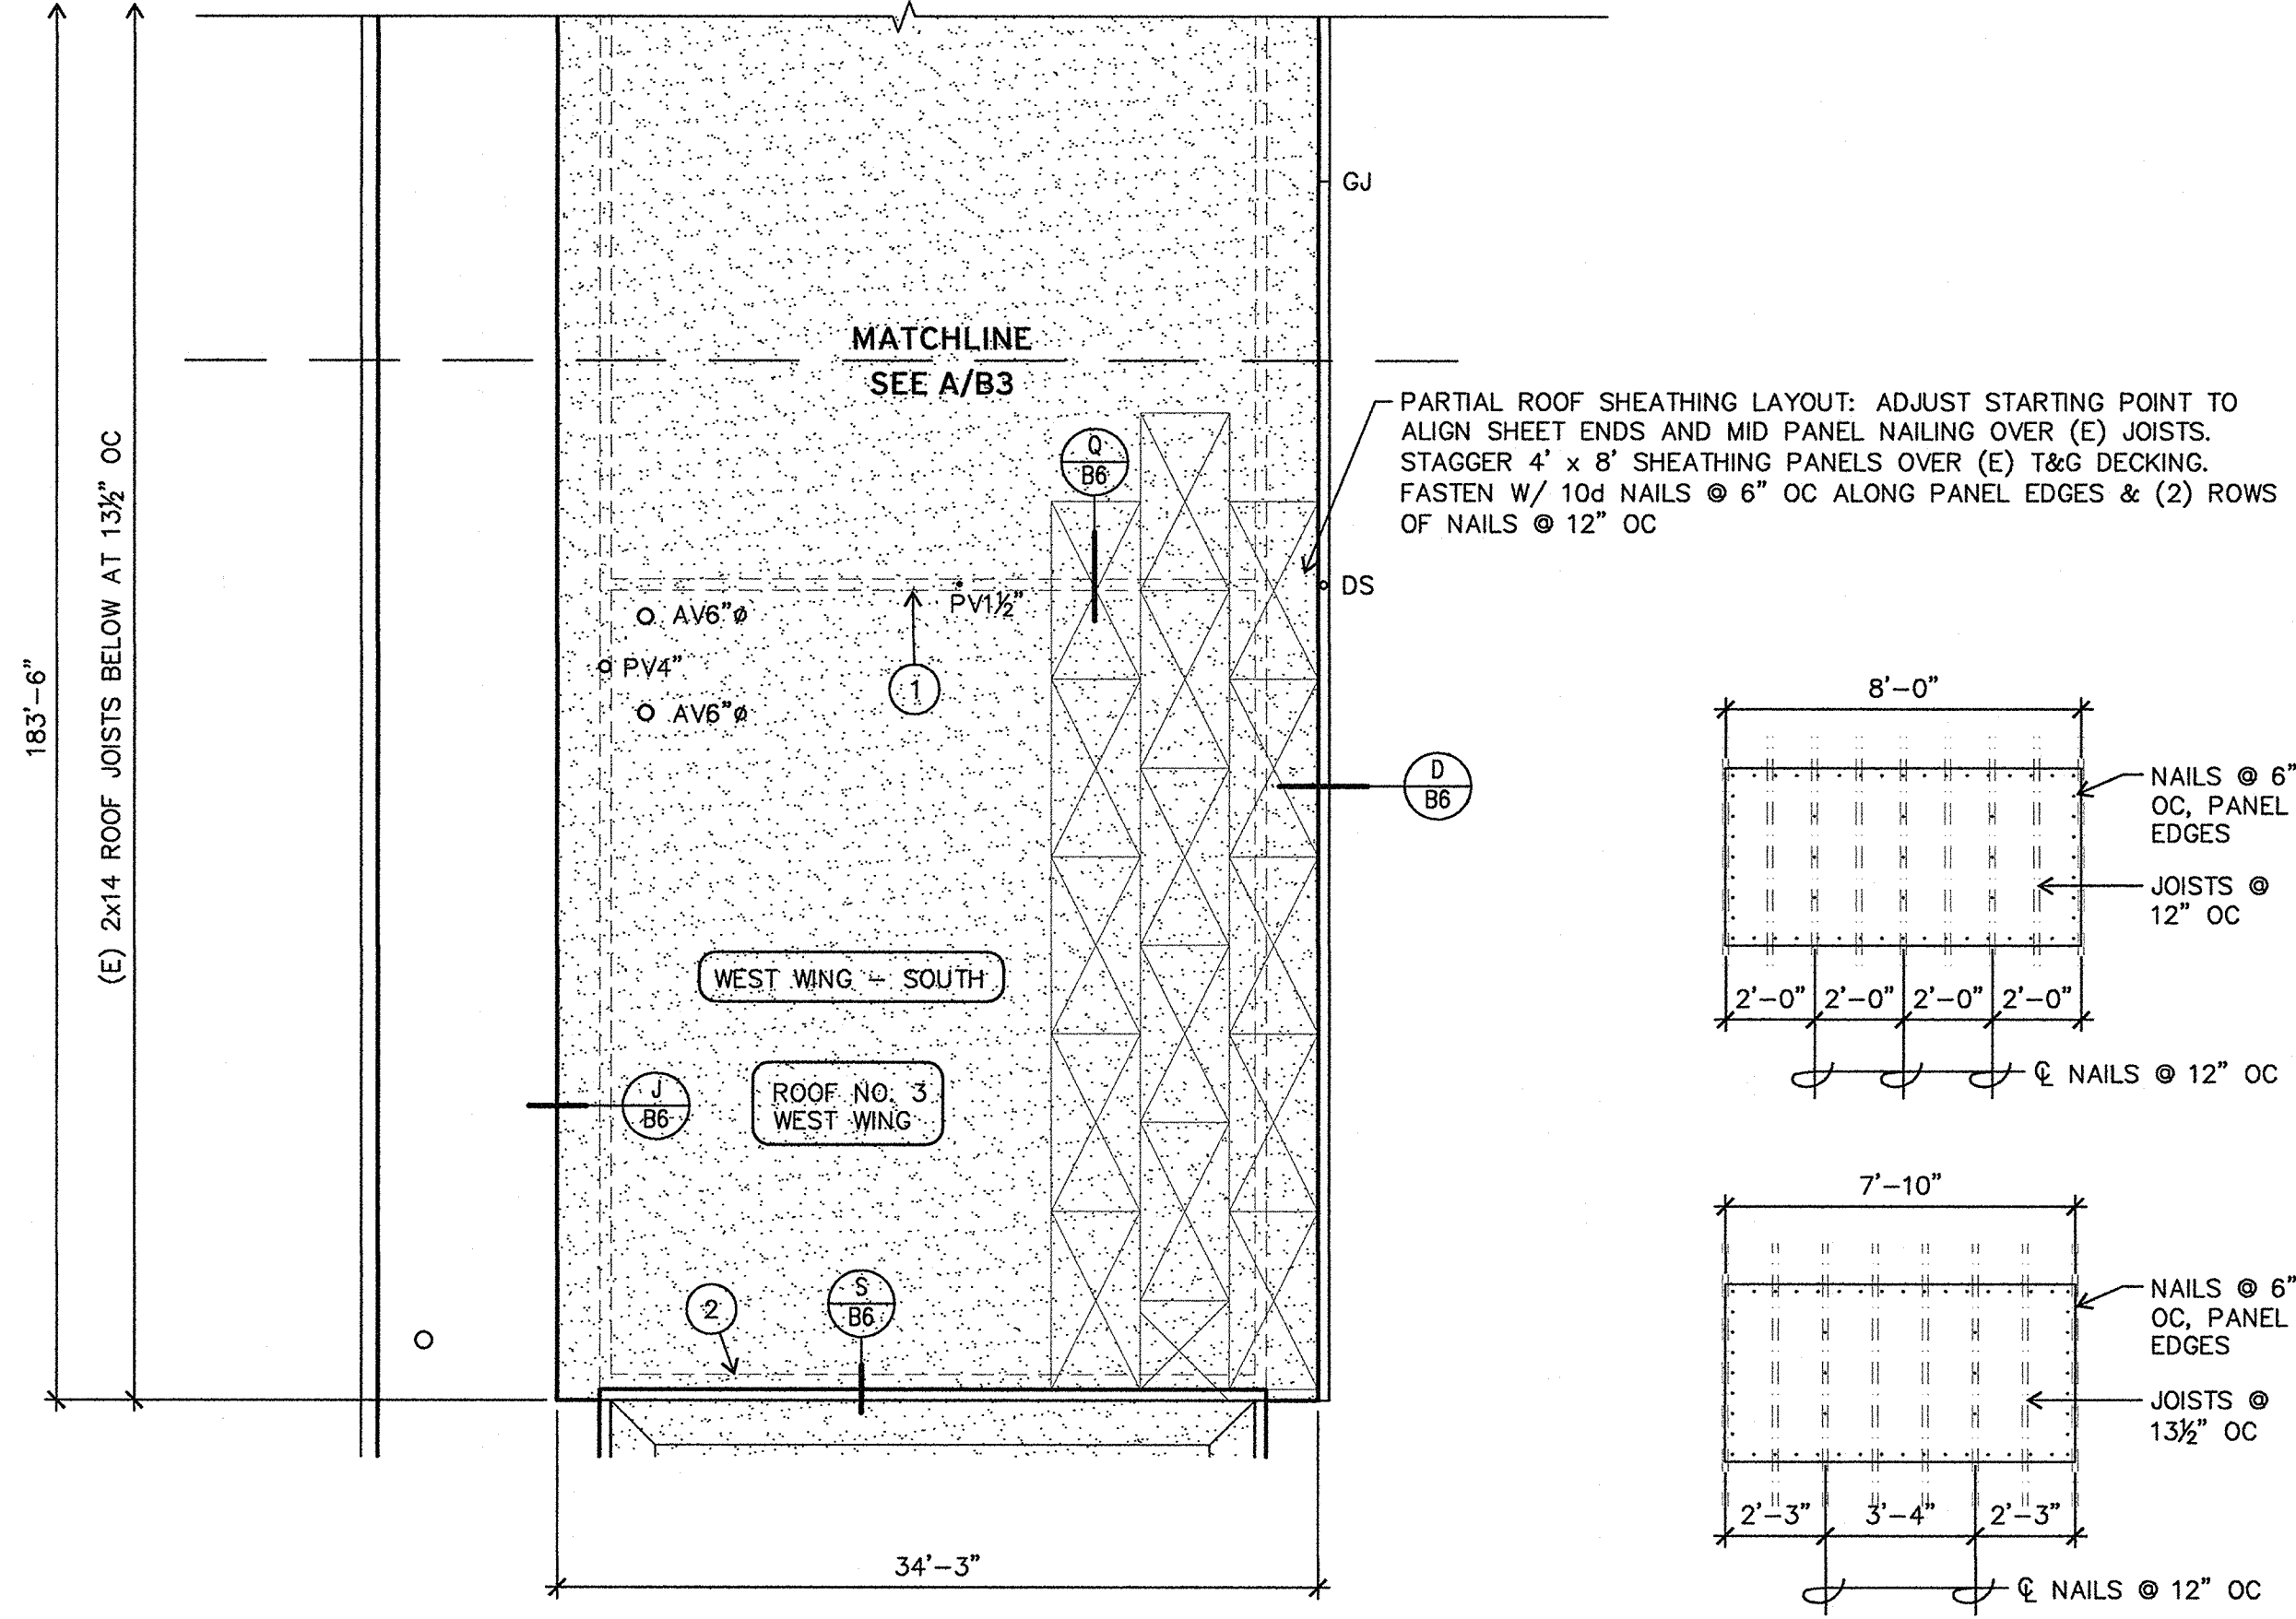 GJ
MATCHLINE
SEE A/B3
PARTIAL ROOF SHEATHING LAYOUT: ADJUST STARTING POINT TO
ALIGN SHEET ENDS AND MID PANEL NAILING OVER (E) JOISTS.
STAGGER 4' x 8' SHEATHING PANELS OVER (E) T&G DECKING.
FASTEN W/ 10d NAILS @ 6" OC ALONG PANEL EDGES & (2) ROWS
OF NAILS @ 12" OC
Q
B6
DS
PV1½"
AV6"ø
PV4"
AV6"ø
1
183'-6"
(E) 2x14 ROOF JOISTS BELOW AT 13½" OC
D
B6
WEST WING - SOUTH
J
B6
ROOF NO. 3
WEST WING
2
S
B6
34'-3"
8'-0"
NAILS @ 6"
OC, PANEL
EDGES
JOISTS @
12" OC
2'-0" 2'-0" 2'-0" 2'-0"
℄ NAILS @ 12" OC
7'-10"
NAILS @ 6"
OC, PANEL
EDGES
JOISTS @
13½" OC
2'-3" 3'-4" 2'-3"
℄ NAILS @ 12" OC